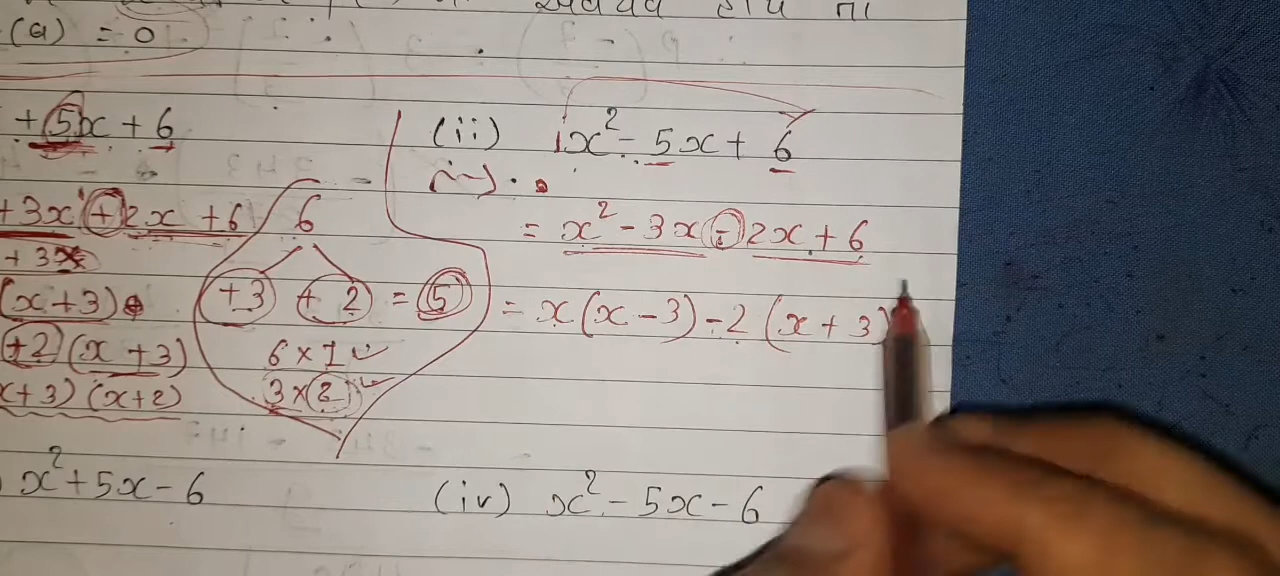 (a) = 0
+5x + 6
+3x + 2x + 6
+ 3x
(x+3)
+2 (x + 3)
x+3) (x+2)
6
+3 + 2 = 5
6 × 1
3 × 2
(ii) 1x² - 5x + 6
= x² - 3x - 2x + 6
= x(x - 3) - 2 (x + 3)
x² + 5x - 6
(iv) x² - 5x - 6